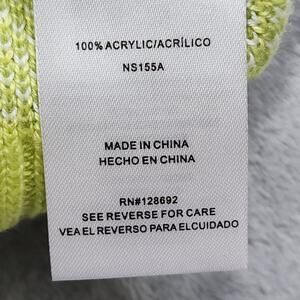 100% ACRYLIC/ACRÍLICO
NS155A
MADE IN CHINA
HECHO EN CHINA
RN#128692
SEE REVERSE FOR CARE
VEA EL REVERSO PARA ELCUIDADO